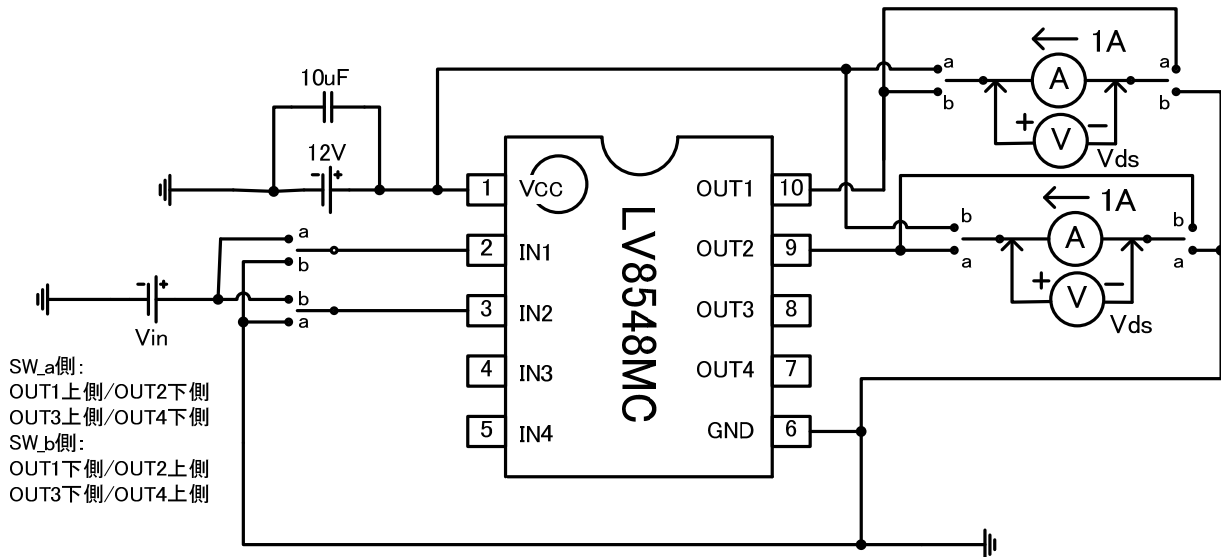 10uF
12V
- +
1 VCC
2 IN1
3 IN2
4 IN3
5 IN4
LV8548MC
OUT1 10
OUT2 9
OUT3 8
OUT4 7
GND 6
a
b
b
a
- +
Vin
a
b
1A
A
+ V -
Vds
a
b
b
a
1A
A
+ V -
Vds
b
a
SW_a側:
OUT1上側/OUT2下側
OUT3上側/OUT4下側
SW_b側:
OUT1下側/OUT2上側
OUT3下側/OUT4上側